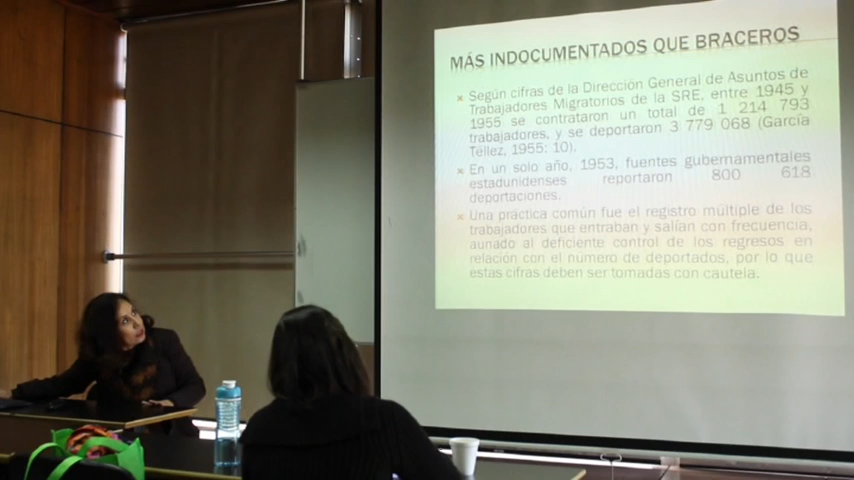 MÁS INDOCUMENTADOS QUE BRACEROS
Según cifras de la Dirección General de Asuntos de
Trabajadores Migratorios de la SRE, entre 1945 y
1955 se contrataron un total de 1 214 793
trabajadores, y se deportaron 3 779 068 (García
Téllez, 1955: 10).
En un solo año, 1953, fuentes gubernamentales
estadunidenses reportaron 800 618
deportaciones.
Una práctica común fue el registro múltiple de los
trabajadores que entraban y salían con frecuencia,
aunado al deficiente control de los regresos en
relación con el número de deportados, por lo que
estas cifras deben ser tomadas con cautela.